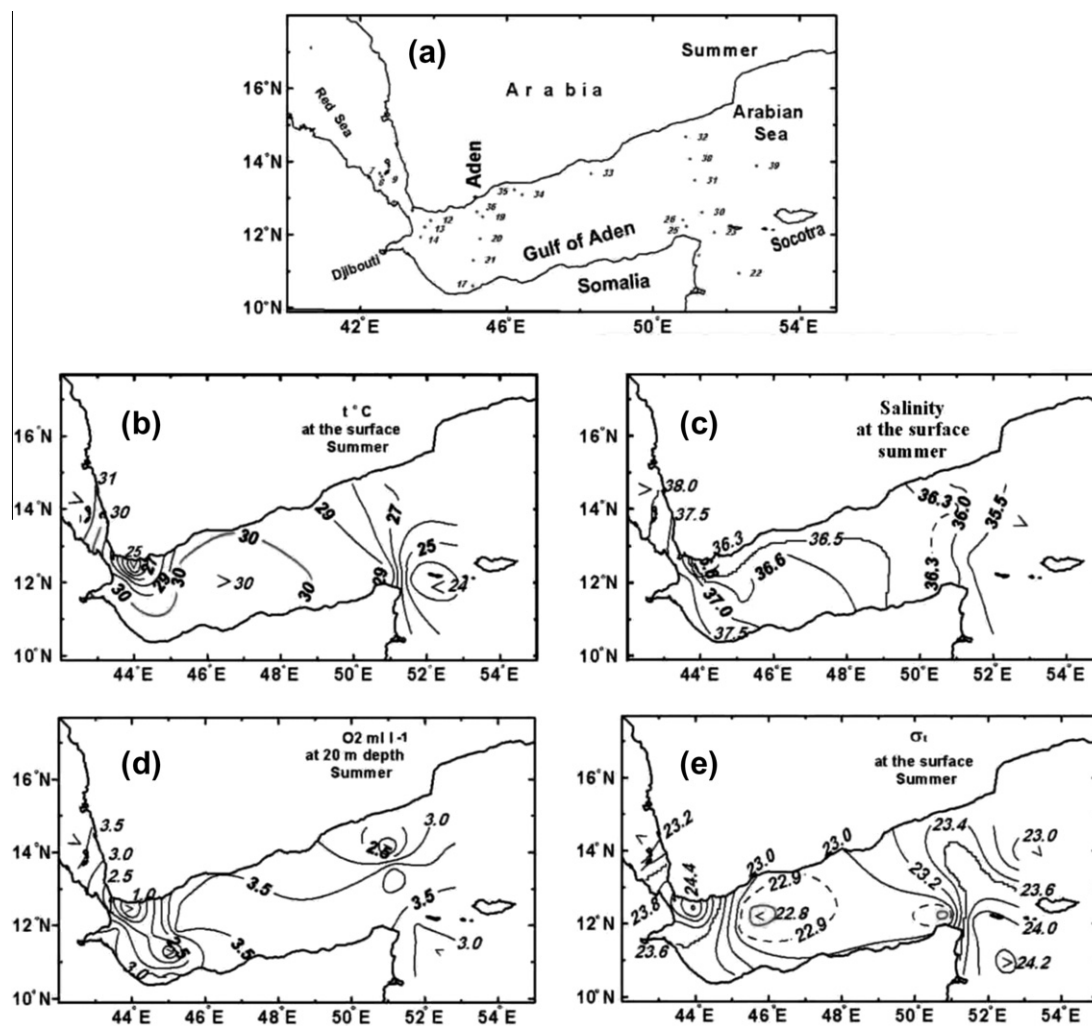 (a)
Summer
16°N
Arabia
Red Sea
Arabian
Sea
32
14°N
Aden
38
39
7
8
9
33
31
35
34
36
12
19
30
13
26
12°N
14
20
Gulf of Aden
25
Socotra
Djibouti
21
22
17
Somalia
10°N
42°E
46°E
50°E
54°E
(b)
t°C
at the surface
Summer
16°N
31
14°N
30
29
27
25
27
25
29
30
30
12°N
30
>30
30
29
<24
10°N
44°E
46°E
48°E
50°E
52°E
54°E
(c)
Salinity
at the surface
summer
16°N
>
38.0
14°N
37.5
36.3
36.0
35.5
>
36.3
36.5
36.6
36.3
12°N
37.0
37.5
10°N
44°E
46°E
48°E
50°E
52°E
54°E
(d)
O2 ml l-1
at 20 m depth
Summer
16°N
3.5
3.0
14°N
3.0
2.5
1.0
3.5
3.5
12°N
3.5
3.0
3.0
10°N
44°E
46°E
48°E
50°E
52°E
54°E
(e)
σt
at the surface
Summer
16°N
23.2
23.4
23.0
14°N
23.0
23.0
24.4
22.9
23.2
23.6
23.8
12°N
<22.8
24.0
22.9
23.6
>24.2
10°N
44°E
46°E
48°E
50°E
52°E
54°E